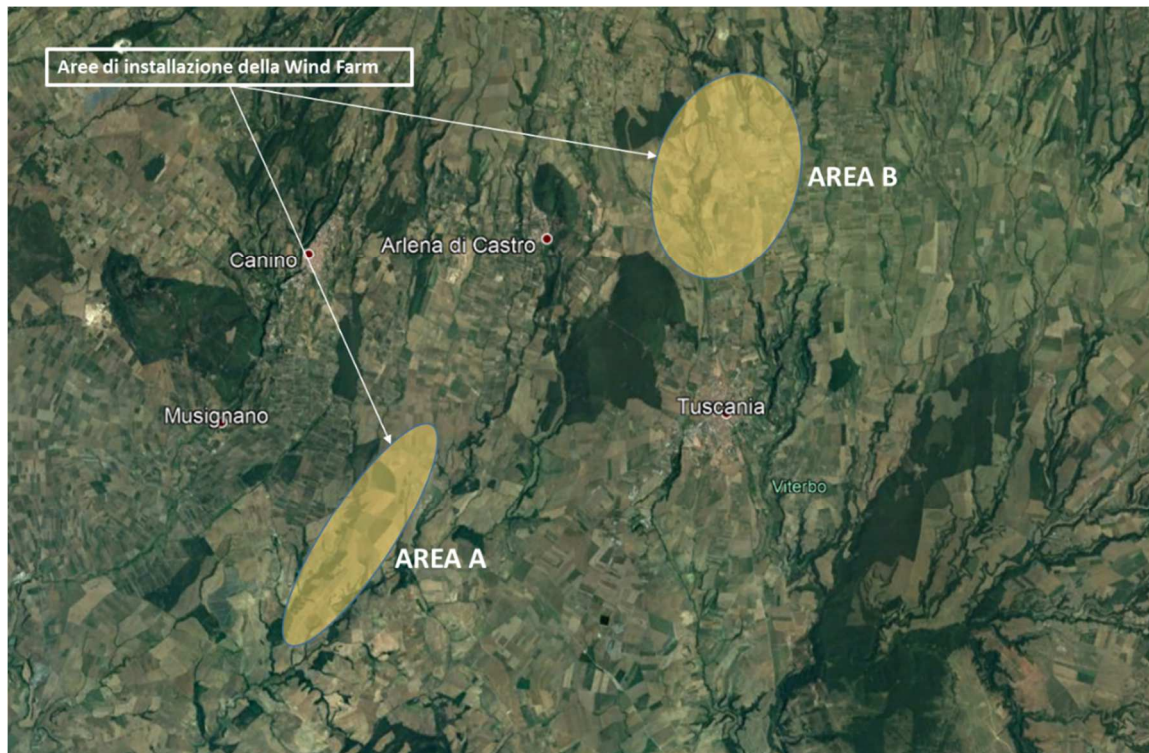 Aree di installazione della Wind Farm
AREA B
Arlena di Castro
Canino
Musignano
Tuscania
Viterbo
AREA A